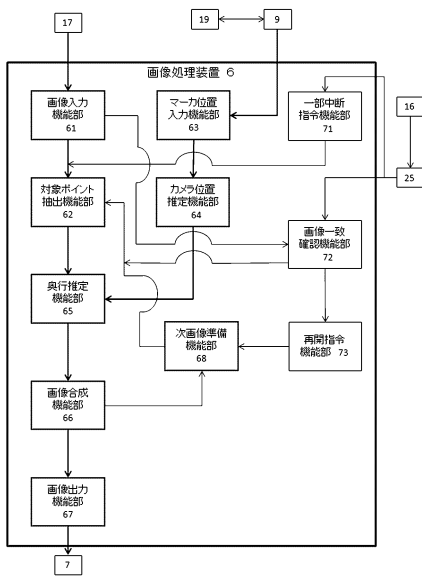 17
19
9
画像処理装置 6
画像入力
機能部
61
マーカ位置
入力機能部
63
一部中断
指令機能部
71
16
25
対象ポイント
抽出機能部
62
カメラ位置
推定機能部
64
画像一致
確認機能部
72
奥行推定
機能部
65
次画像準備
機能部
68
再開指令
機能部 73
画像合成
機能部
66
画像出力
機能部
67
7